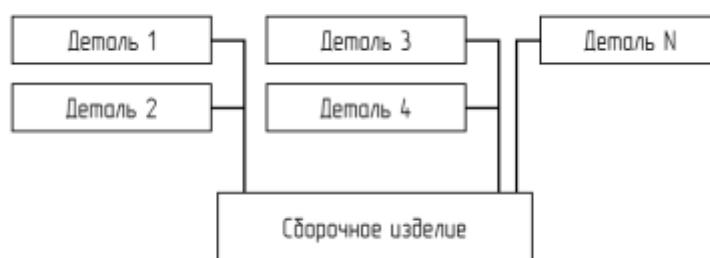 Деталь 1
Деталь 3
Деталь N
Деталь 2
Деталь 4
Сборочное изделие